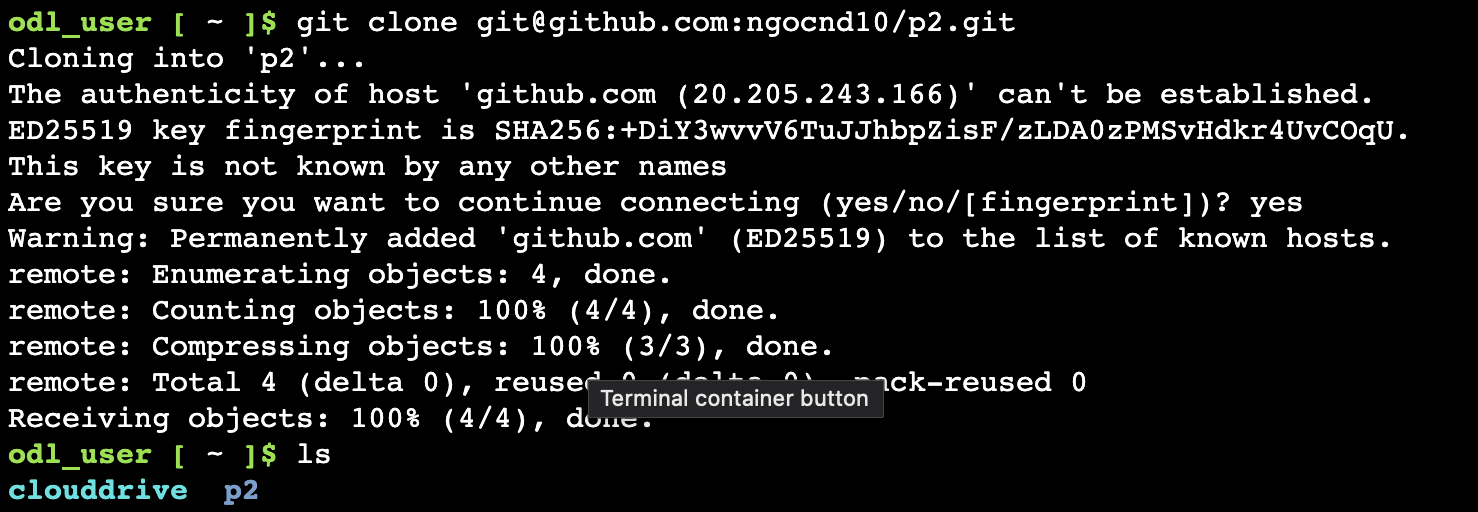 odl_user [ ~ ]$ git clone git@github.com:ngocnd10/p2.git
Cloning into 'p2'...
The authenticity of host 'github.com (20.205.243.166)' can't be established.
ED25519 key fingerprint is SHA256:+DiY3wvvV6TuJJhbpZisF/zLDA0zPMSvHdkr4UvCOqU.
This key is not known by any other names
Are you sure you want to continue connecting (yes/no/[fingerprint])? yes
Warning: Permanently added 'github.com' (ED25519) to the list of known hosts.
remote: Enumerating objects: 4, done.
remote: Counting objects: 100% (4/4), done.
remote: Compressing objects: 100% (3/3), done.
remote: Total 4 (delta 0), reused 0 (delta 0), pack-reused 0
Terminal container button
Receiving objects: 100% (4/4), done.
odl_user [ ~ ]$ ls
clouddrive  p2